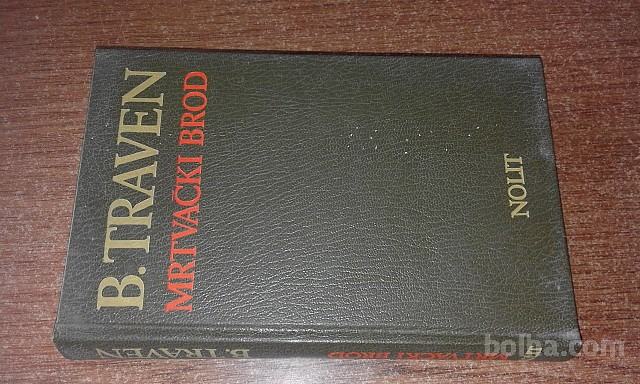 B. TRAVEN
MRTVAČKI BROD
NOLIT
B. TRAVEN
MRTVAČKI BROD
bolha.com